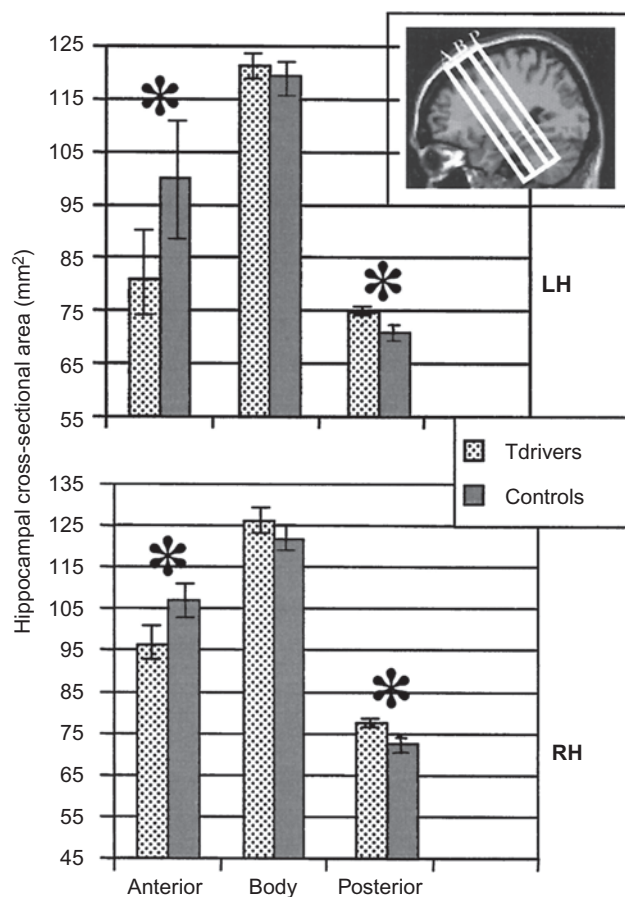 A B P
Hippocampal cross-sectional area (mm²)
125
115
105
95
85
75
65
55
LH
Tdrivers
Controls
135
125
115
105
95
85
75
65
55
45
RH
Anterior Body Posterior